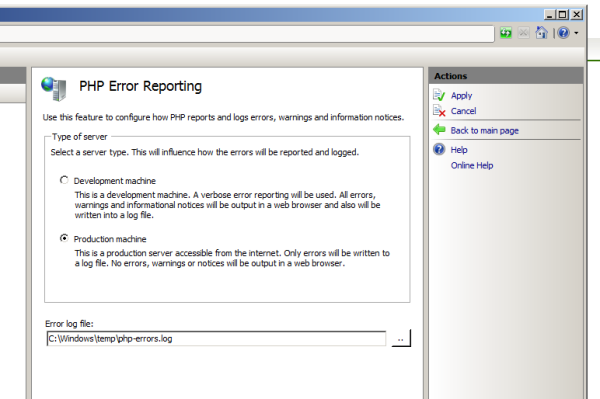 PHP Error Reporting
Use this feature to configure how PHP reports and logs errors, warnings and information notices.
Type of server
Select a server type. This will influence how the errors will be reported and logged.
Development machine
This is a development machine. A verbose error reporting will be used. All errors,
warnings and informational notices will be output in a web browser and also will be
written into a log file.
Production machine
This is a production server accessible from the internet. Only errors will be written to
a log file. No errors, warnings or notices will be output in a web browser.
Error log file:
C:\Windows\temp\php-errors.log
..
Actions
Apply
Cancel
Back to main page
Help
Online Help